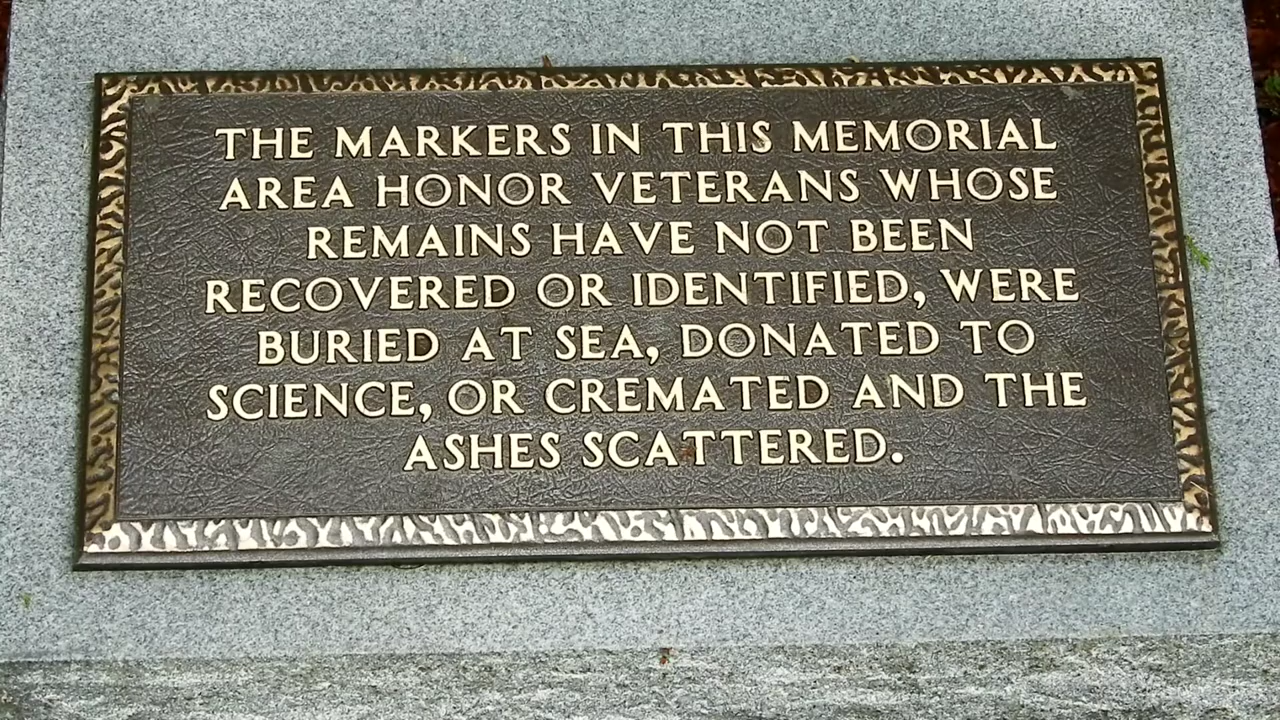 THE MARKERS IN THIS MEMORIAL
AREA HONOR VETERANS WHOSE
REMAINS HAVE NOT BEEN
RECOVERED OR IDENTIFIED, WERE
BURIED AT SEA, DONATED TO
SCIENCE, OR CREMATED AND THE
ASHES SCATTERED.